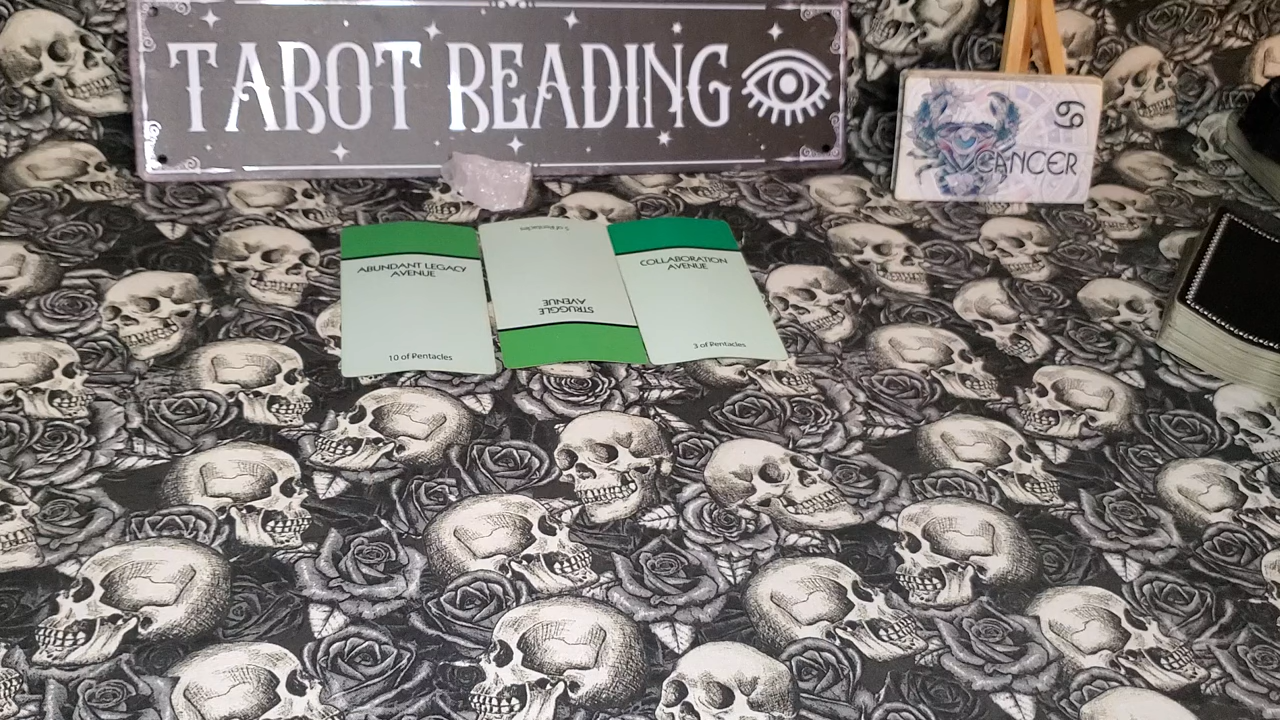 TAROT READING
CANCER
ABUNDANT LEGACY
AVENUE
10 of Pentacles
5 of Pentacles
STRUGGLE
AVENUE
COLLABORATION
AVENUE
3 of Pentacles